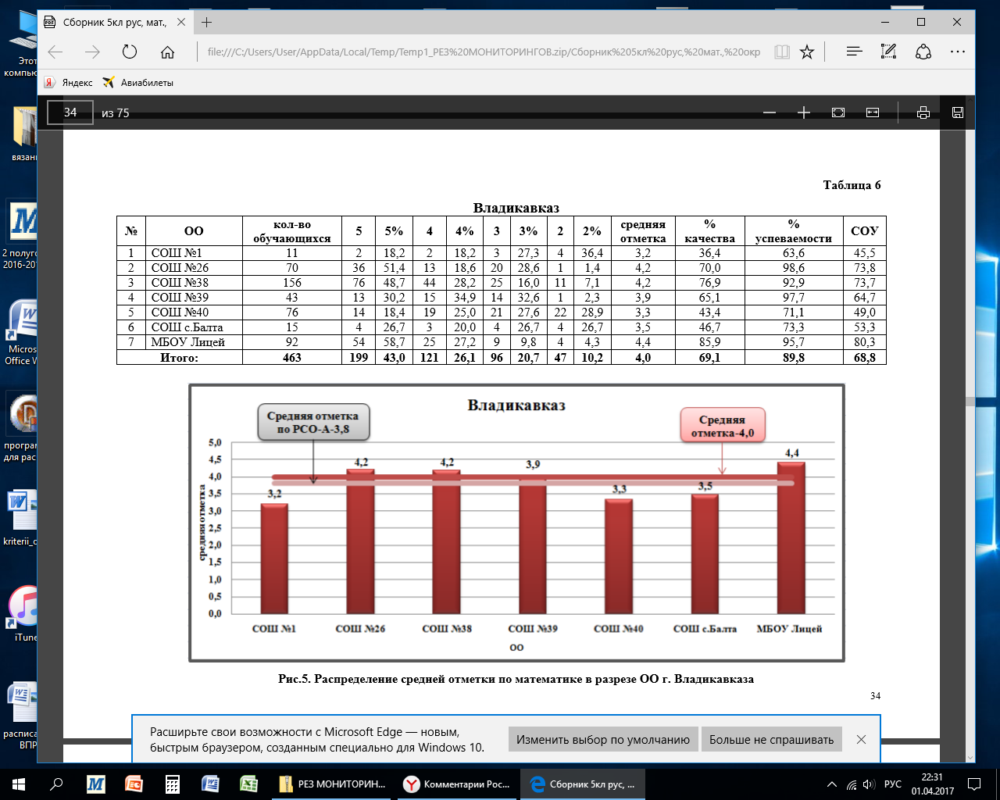 Этот
компью
вязан
2 полуго
2016-20
Micros
Office W
програм
для рас
kriterii_c
iTune
распис
ВПР
Сборник 5кл рус, мат.,
file:///C:/Users/User/AppData/Local/Temp/Temp1_РЕЗ%20МОНИТОРИНГОВ.zip/Сборник%205кл%20рус,%20мат.,%20окр
Яндекс Авиабилеты
34 из 75
Таблица 6
Владикавказ
№ ОО кол-во обучающихся 5 5% 4 4% 3 3% 2 2% средняя отметка % качества % успеваемости СОУ
1 СОШ №1 11 2 18,2 2 18,2 3 27,3 4 36,4 3,2 36,4 63,6 45,5
2 СОШ №26 70 36 51,4 13 18,6 20 28,6 1 1,4 4,2 70,0 98,6 73,8
3 СОШ №38 156 76 48,7 44 28,2 25 16,0 11 7,1 4,2 76,9 92,9 73,7
4 СОШ №39 43 13 30,2 15 34,9 14 32,6 1 2,3 3,9 65,1 97,7 64,7
5 СОШ №40 76 14 18,4 19 25,0 21 27,6 22 28,9 3,3 43,4 71,1 49,0
6 СОШ с.Балта 15 4 26,7 3 20,0 4 26,7 4 26,7 3,5 46,7 73,3 53,3
7 МБОУ Лицей 92 54 58,7 25 27,2 9 9,8 4 4,3 4,4 85,9 95,7 80,3
Итого: 463 199 43,0 121 26,1 96 20,7 47 10,2 4,0 69,1 89,8 68,8
Владикавказ
Средняя отметка
по РСО-А-3,8
Средняя
отметка-4,0
средняя отметка
5,0
4,5
4,0
3,5
3,0
2,5
2,0
1,5
1,0
0,5
0,0
3,2 4,2 4,2 3,9 3,3 3,5 4,4
СОШ №1 СОШ №26 СОШ №38 СОШ №39 СОШ №40 СОШ с.Балта МБОУ Лицей
ОО
Рис.5. Распределение средней отметки по математике в разрезе ОО г. Владикавказа
34
Расширьте свои возможности с Microsoft Edge — новым,
быстрым браузером, созданным специально для Windows 10.
Изменить выбор по умолчанию Больше не спрашивать
РЕЗ МОНИТОРИН... Комментарии Рос... Сборник 5кл рус, ...
РУС
22:31
01.04.2017